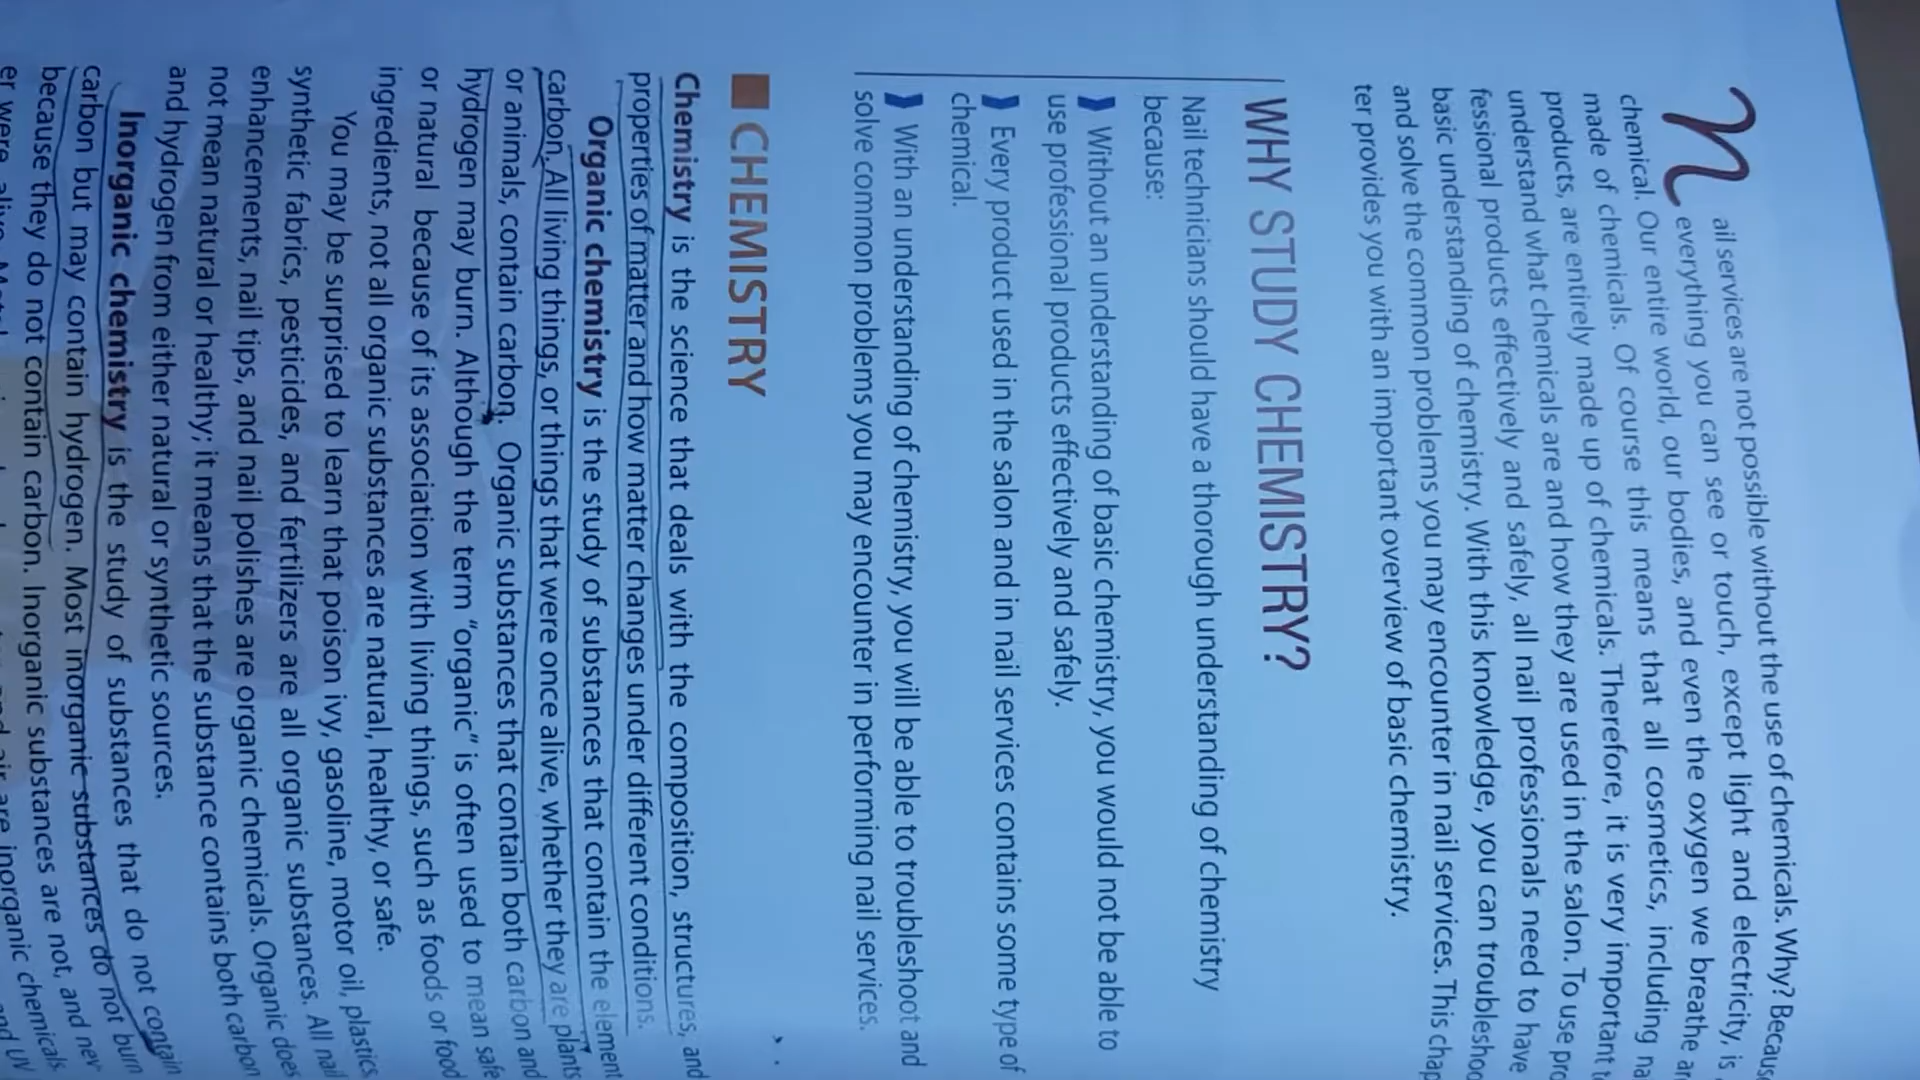 Nail services are not possible without the use of chemicals. Why? Becaus
everything you can see or touch, except light and electricity, is
chemical. Our entire world, our bodies, and even the oxygen we breathe ar
made of chemicals. Of course this means that all cosmetics, including na
products, are entirely made up of chemicals. Therefore, it is very important t
understand what chemicals are and how they are used in the salon. To use pro
fessional products effectively and safely, all nail professionals need to have
basic understanding of chemistry. With this knowledge, you can troubleshoo
and solve the common problems you may encounter in nail services. This chap
ter provides you with an important overview of basic chemistry.
WHY STUDY CHEMISTRY?
Nail technicians should have a thorough understanding of chemistry
because:
Without an understanding of basic chemistry, you would not be able to
use professional products effectively and safely.
Every product used in the salon and in nail services contains some type of
chemical.
With an understanding of chemistry, you will be able to troubleshoot and
solve common problems you may encounter in performing nail services.
CHEMISTRY
Chemistry is the science that deals with the composition, structures, and
properties of matter and how matter changes under different conditions.
Organic chemistry is the study of substances that contain the element
carbon. All living things, or things that were once alive, whether they are plants
or animals, contain carbon. Organic substances that contain both carbon and
hydrogen may burn. Although the term "organic" is often used to mean safe
or natural because of its association with living things, such as foods or food
ingredients, not all organic substances are natural, healthy, or safe.
You may be surprised to learn that poison ivy, gasoline, motor oil, plastics
synthetic fabrics, pesticides, and fertilizers are all organic substances. All nail
enhancements, nail tips, and nail polishes are organic chemicals. Organic does
not mean natural or healthy; it means that the substance contains both carbon
and hydrogen from either natural or synthetic sources.
Inorganic chemistry is the study of substances that do not contain
carbon but may contain hydrogen. Most inorganic substances do not burn
because they do not contain carbon. Inorganic substances are not, and nev
er were alive.